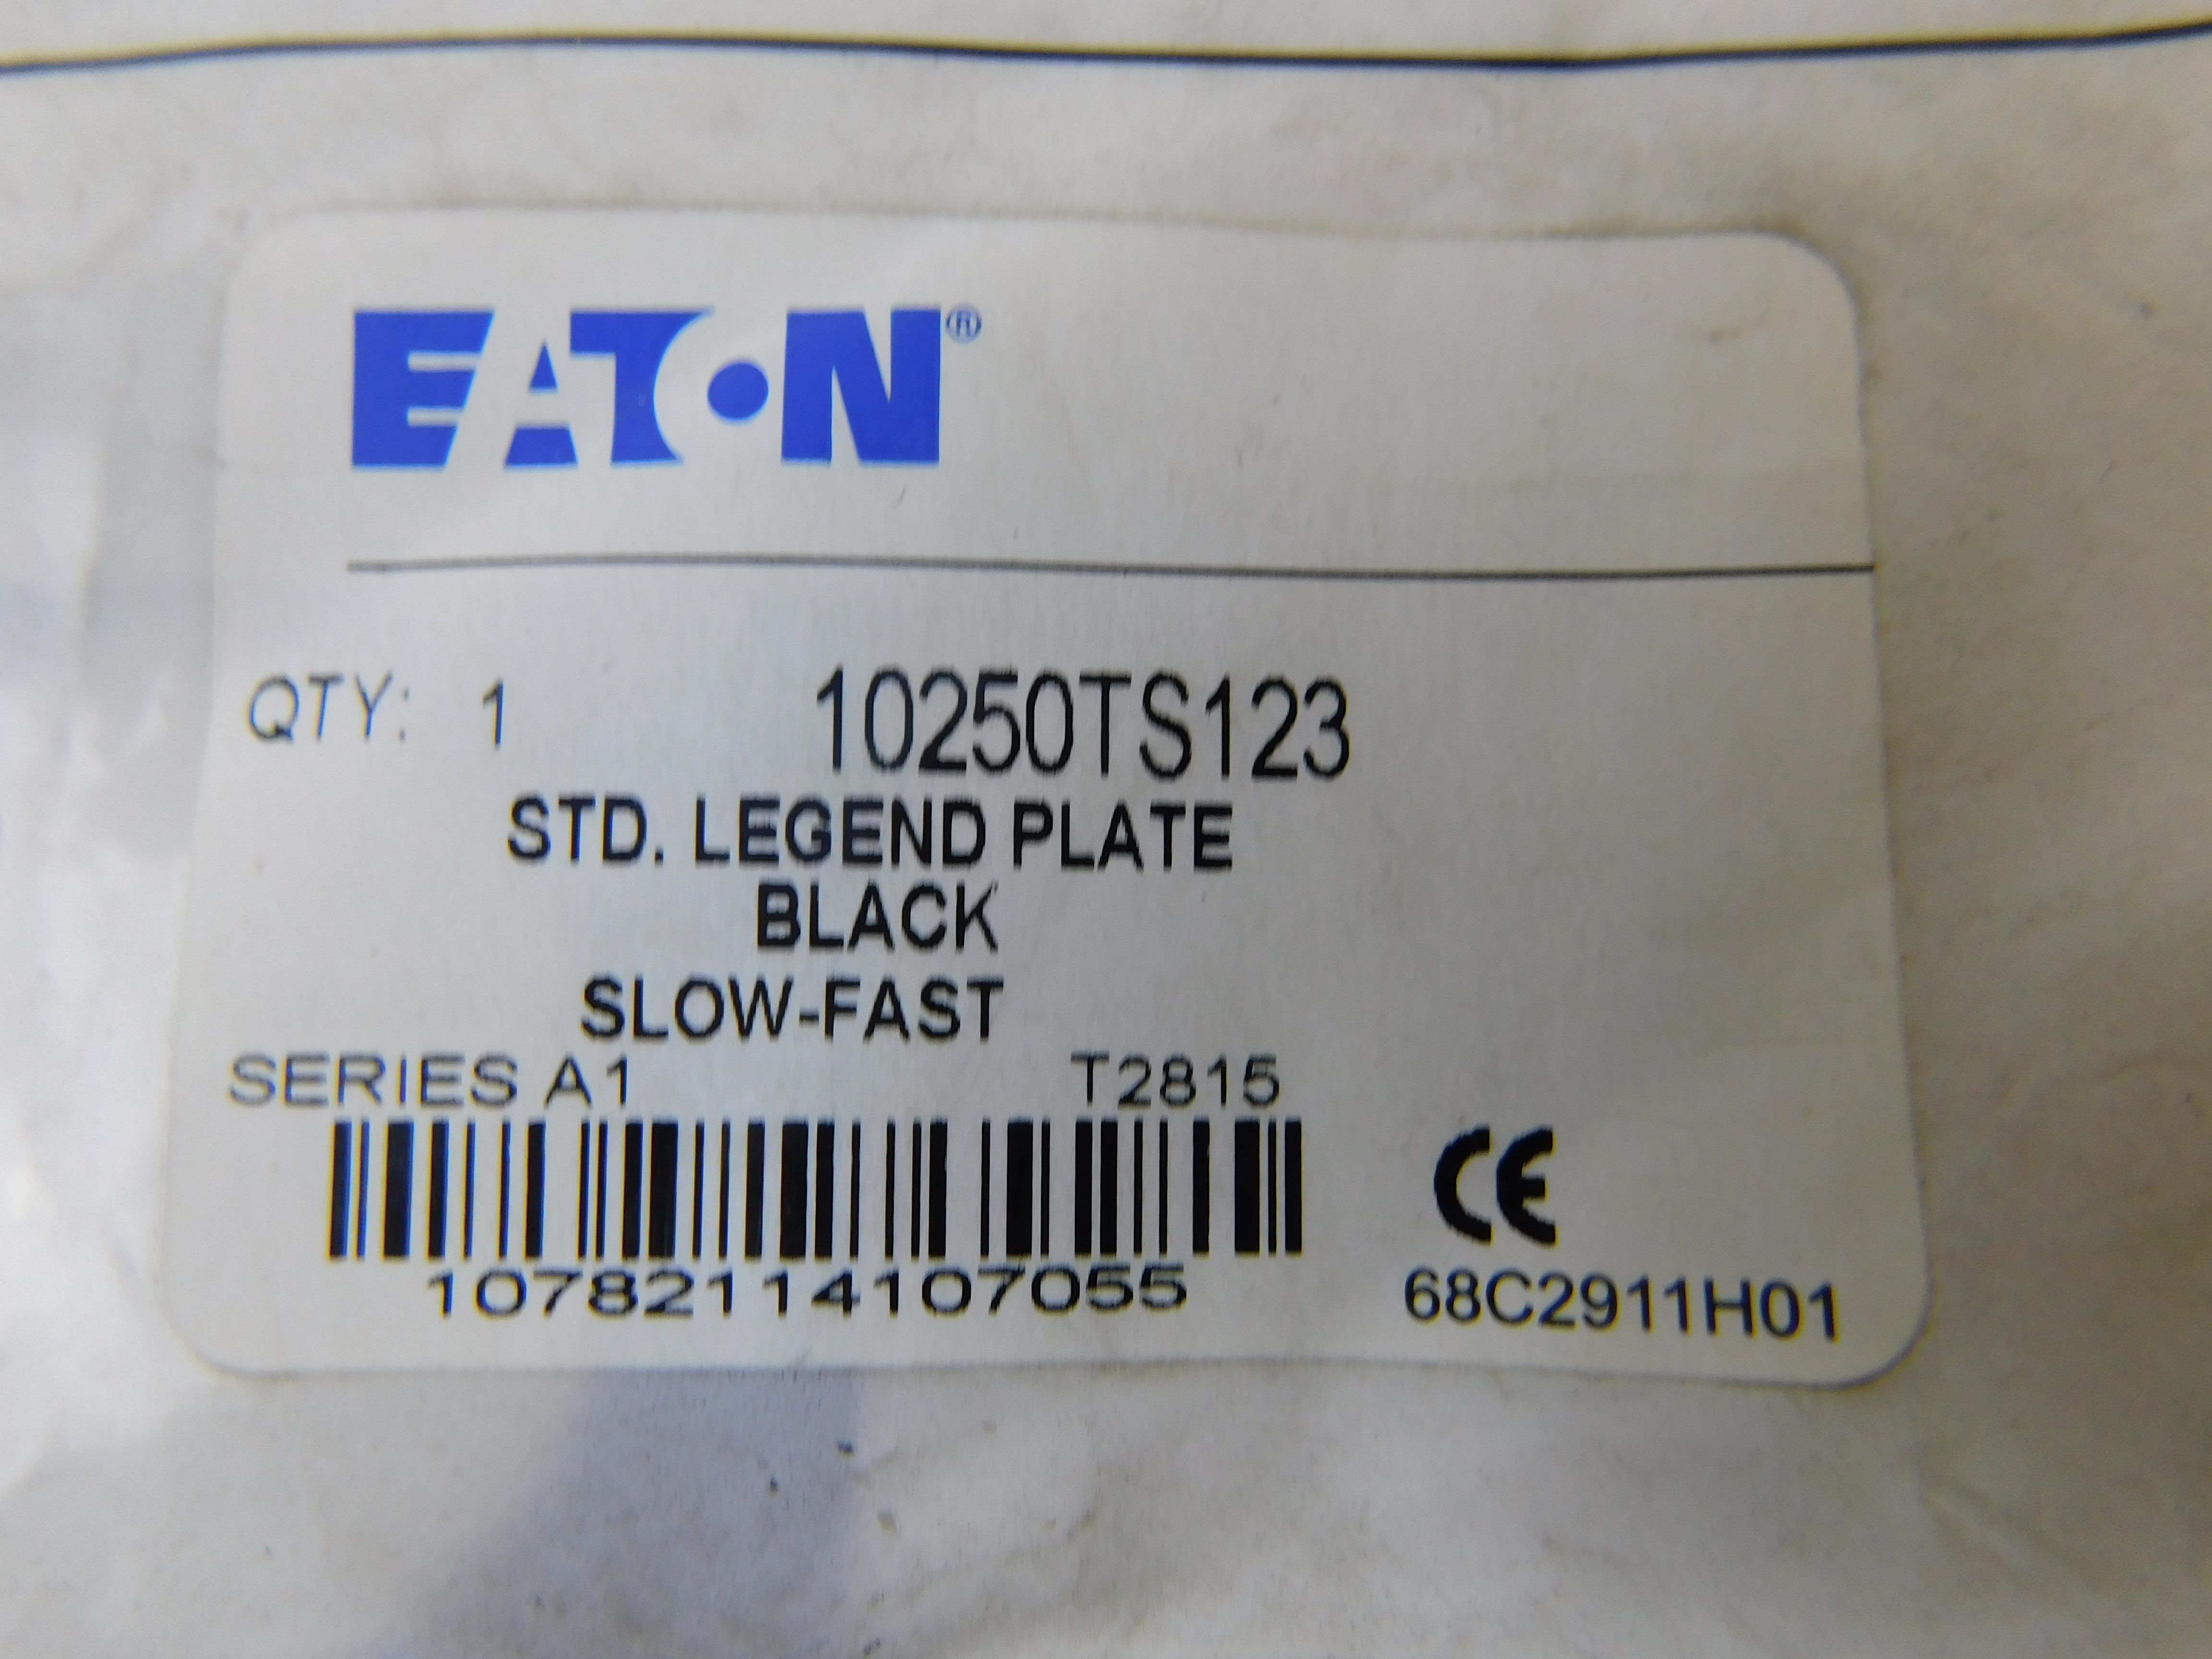 EATON®
QTY: 1 10250TS123
STD. LEGEND PLATE
BLACK
SLOW-FAST
SERIES A1 T2815
10782114107055
CE
68C2911H01